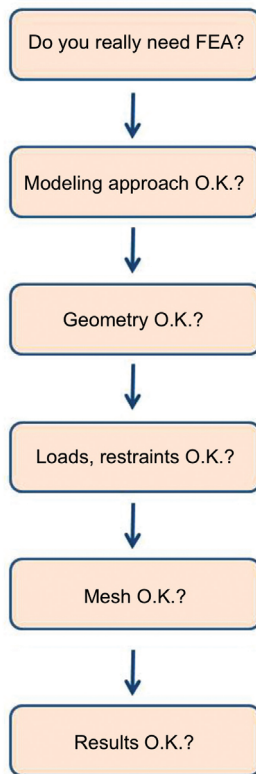 Do you really need FEA?
Modeling approach O.K.?
Geometry O.K.?
Loads, restraints O.K.?
Mesh O.K.?
Results O.K.?